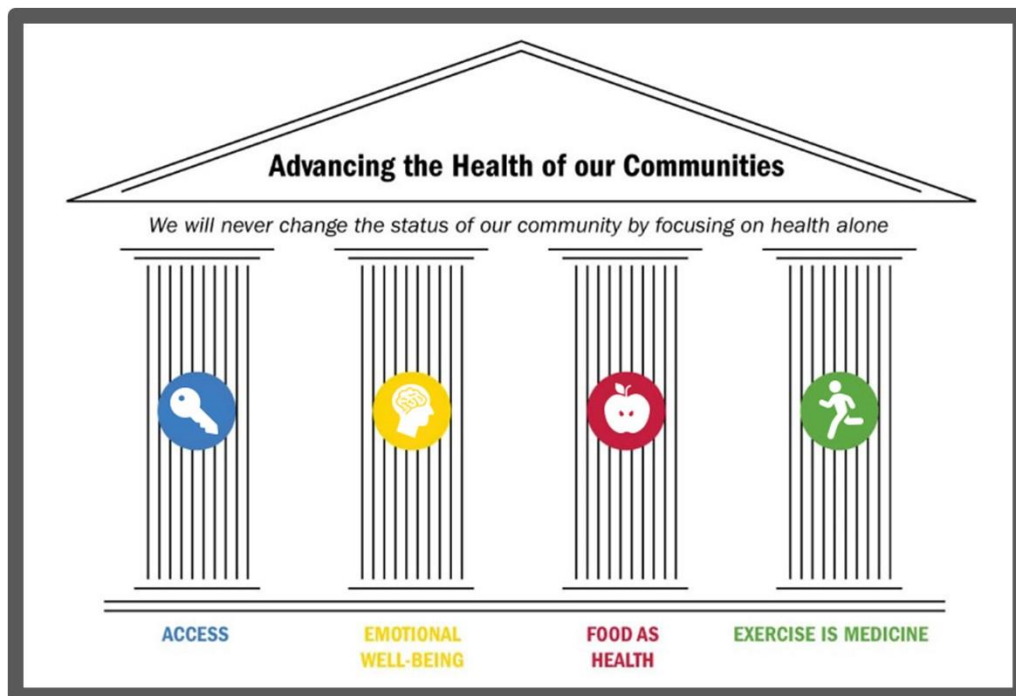 Advancing the Health of our Communities
We will never change the status of our community by focusing on health alone
ACCESS
EMOTIONAL
WELL-BEING
FOOD AS
HEALTH
EXERCISE IS MEDICINE